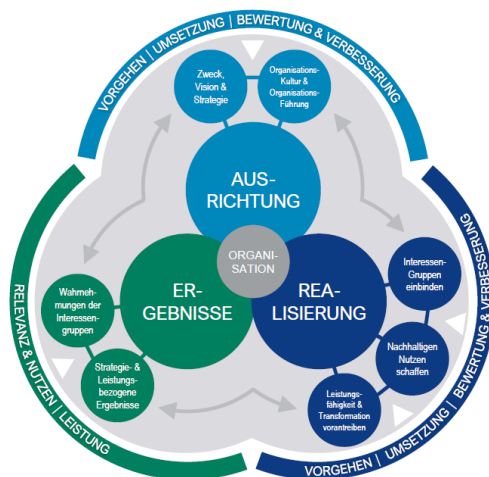 VORGEHEN | UMSETZUNG | BEWERTUNG & VERBESSERUNG
Zweck,
Vision &
Strategie
Organisations-
Kultur &
Organisations-
Führung
AUS-
RICHTUNG
ORGANI-
SATION
ER-
GEBNISSE
REA-
LISIERUNG
Interessen-
Gruppen
einbinden
Nachhaltigen
Nutzen
schaffen
Leistungs-
fähigkeit &
Transformation
vorantreiben
Wahrneh-
mungen der
Interessen-
gruppen
Strategie- &
Leistungs-
bezogene
Ergebnisse
RELEVANZ & NUTZEN | LEISTUNG
VORGEHEN | UMSETZUNG | BEWERTUNG & VERBESSERUNG